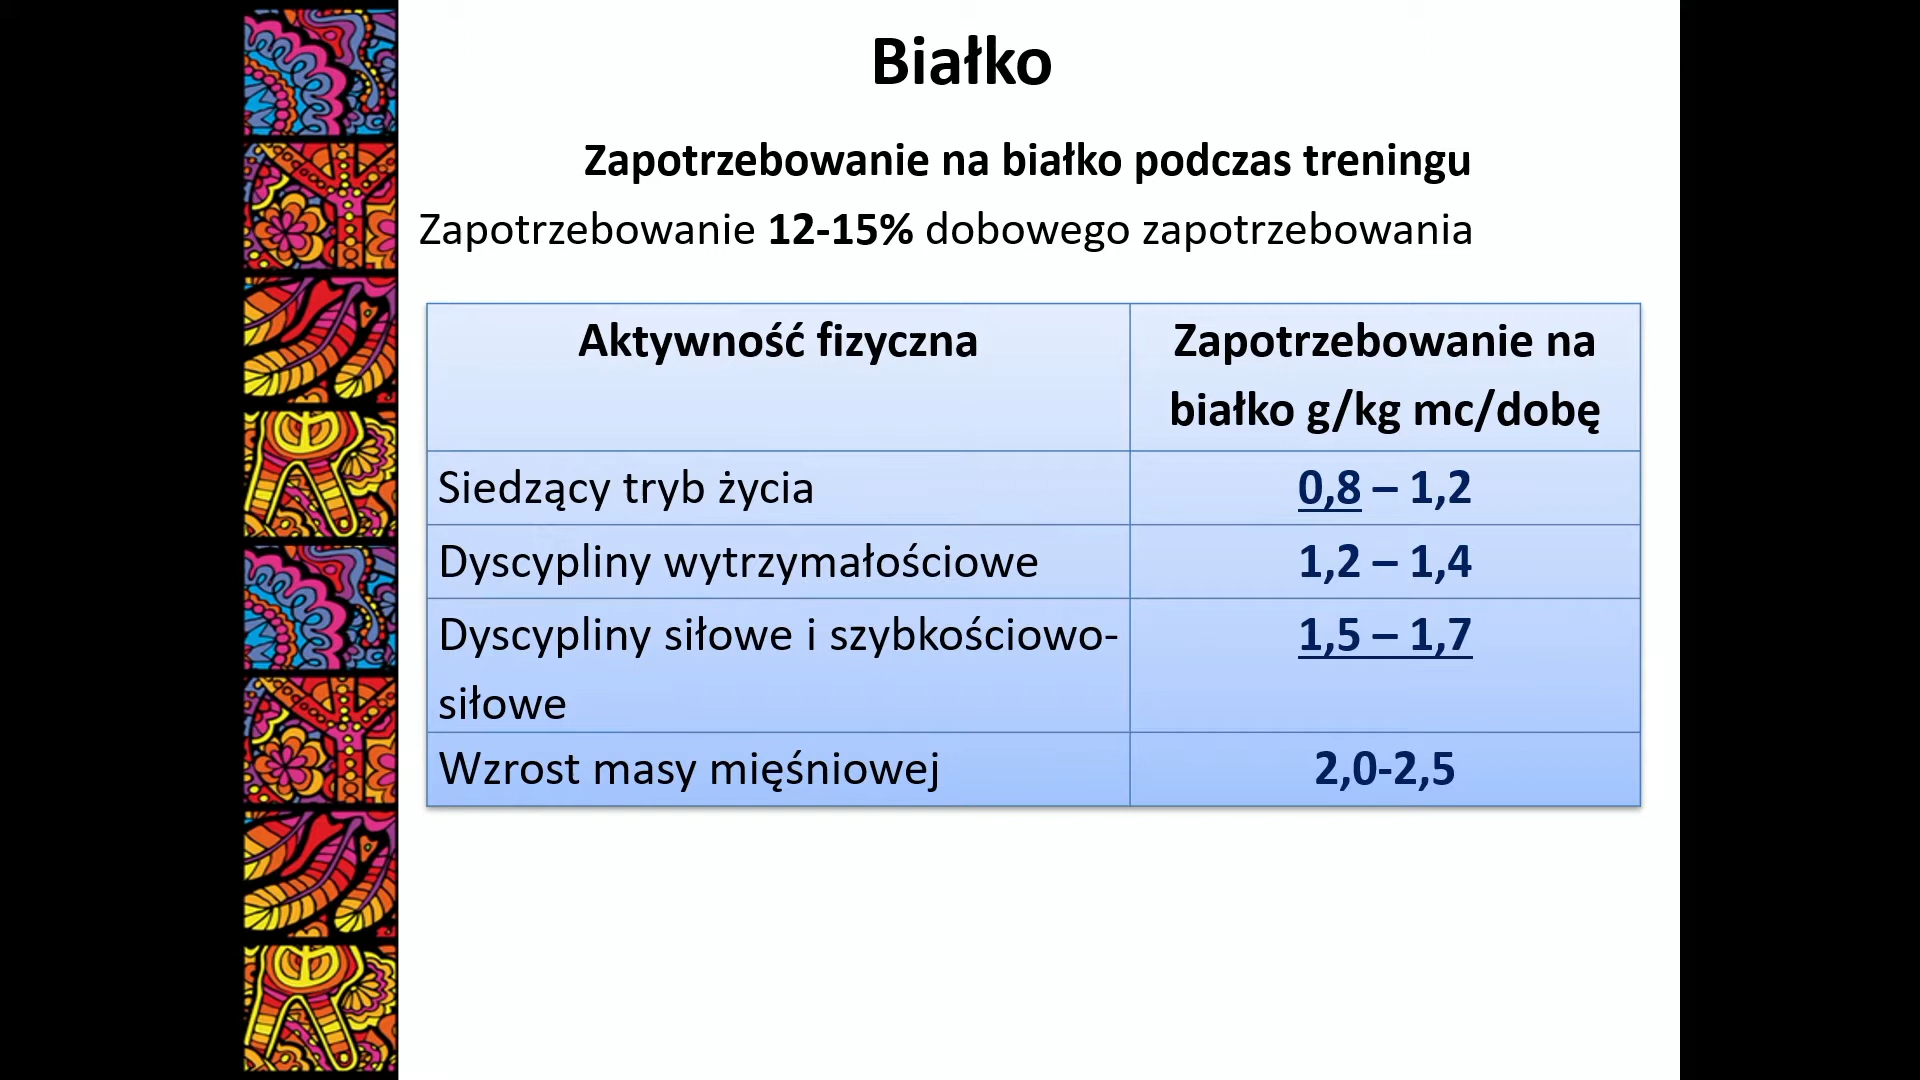 Białko
Zapotrzebowanie na białko podczas treningu
Zapotrzebowanie 12-15% dobowego zapotrzebowania
Aktywność fizyczna
Zapotrzebowanie na
białko g/kg mc/dobę
Siedzący tryb życia
0,8 – 1,2
Dyscypliny wytrzymałościowe
1,2 – 1,4
Dyscypliny siłowe i szybkościowo-
siłowe
1,5 – 1,7
Wzrost masy mięśniowej
2,0-2,5